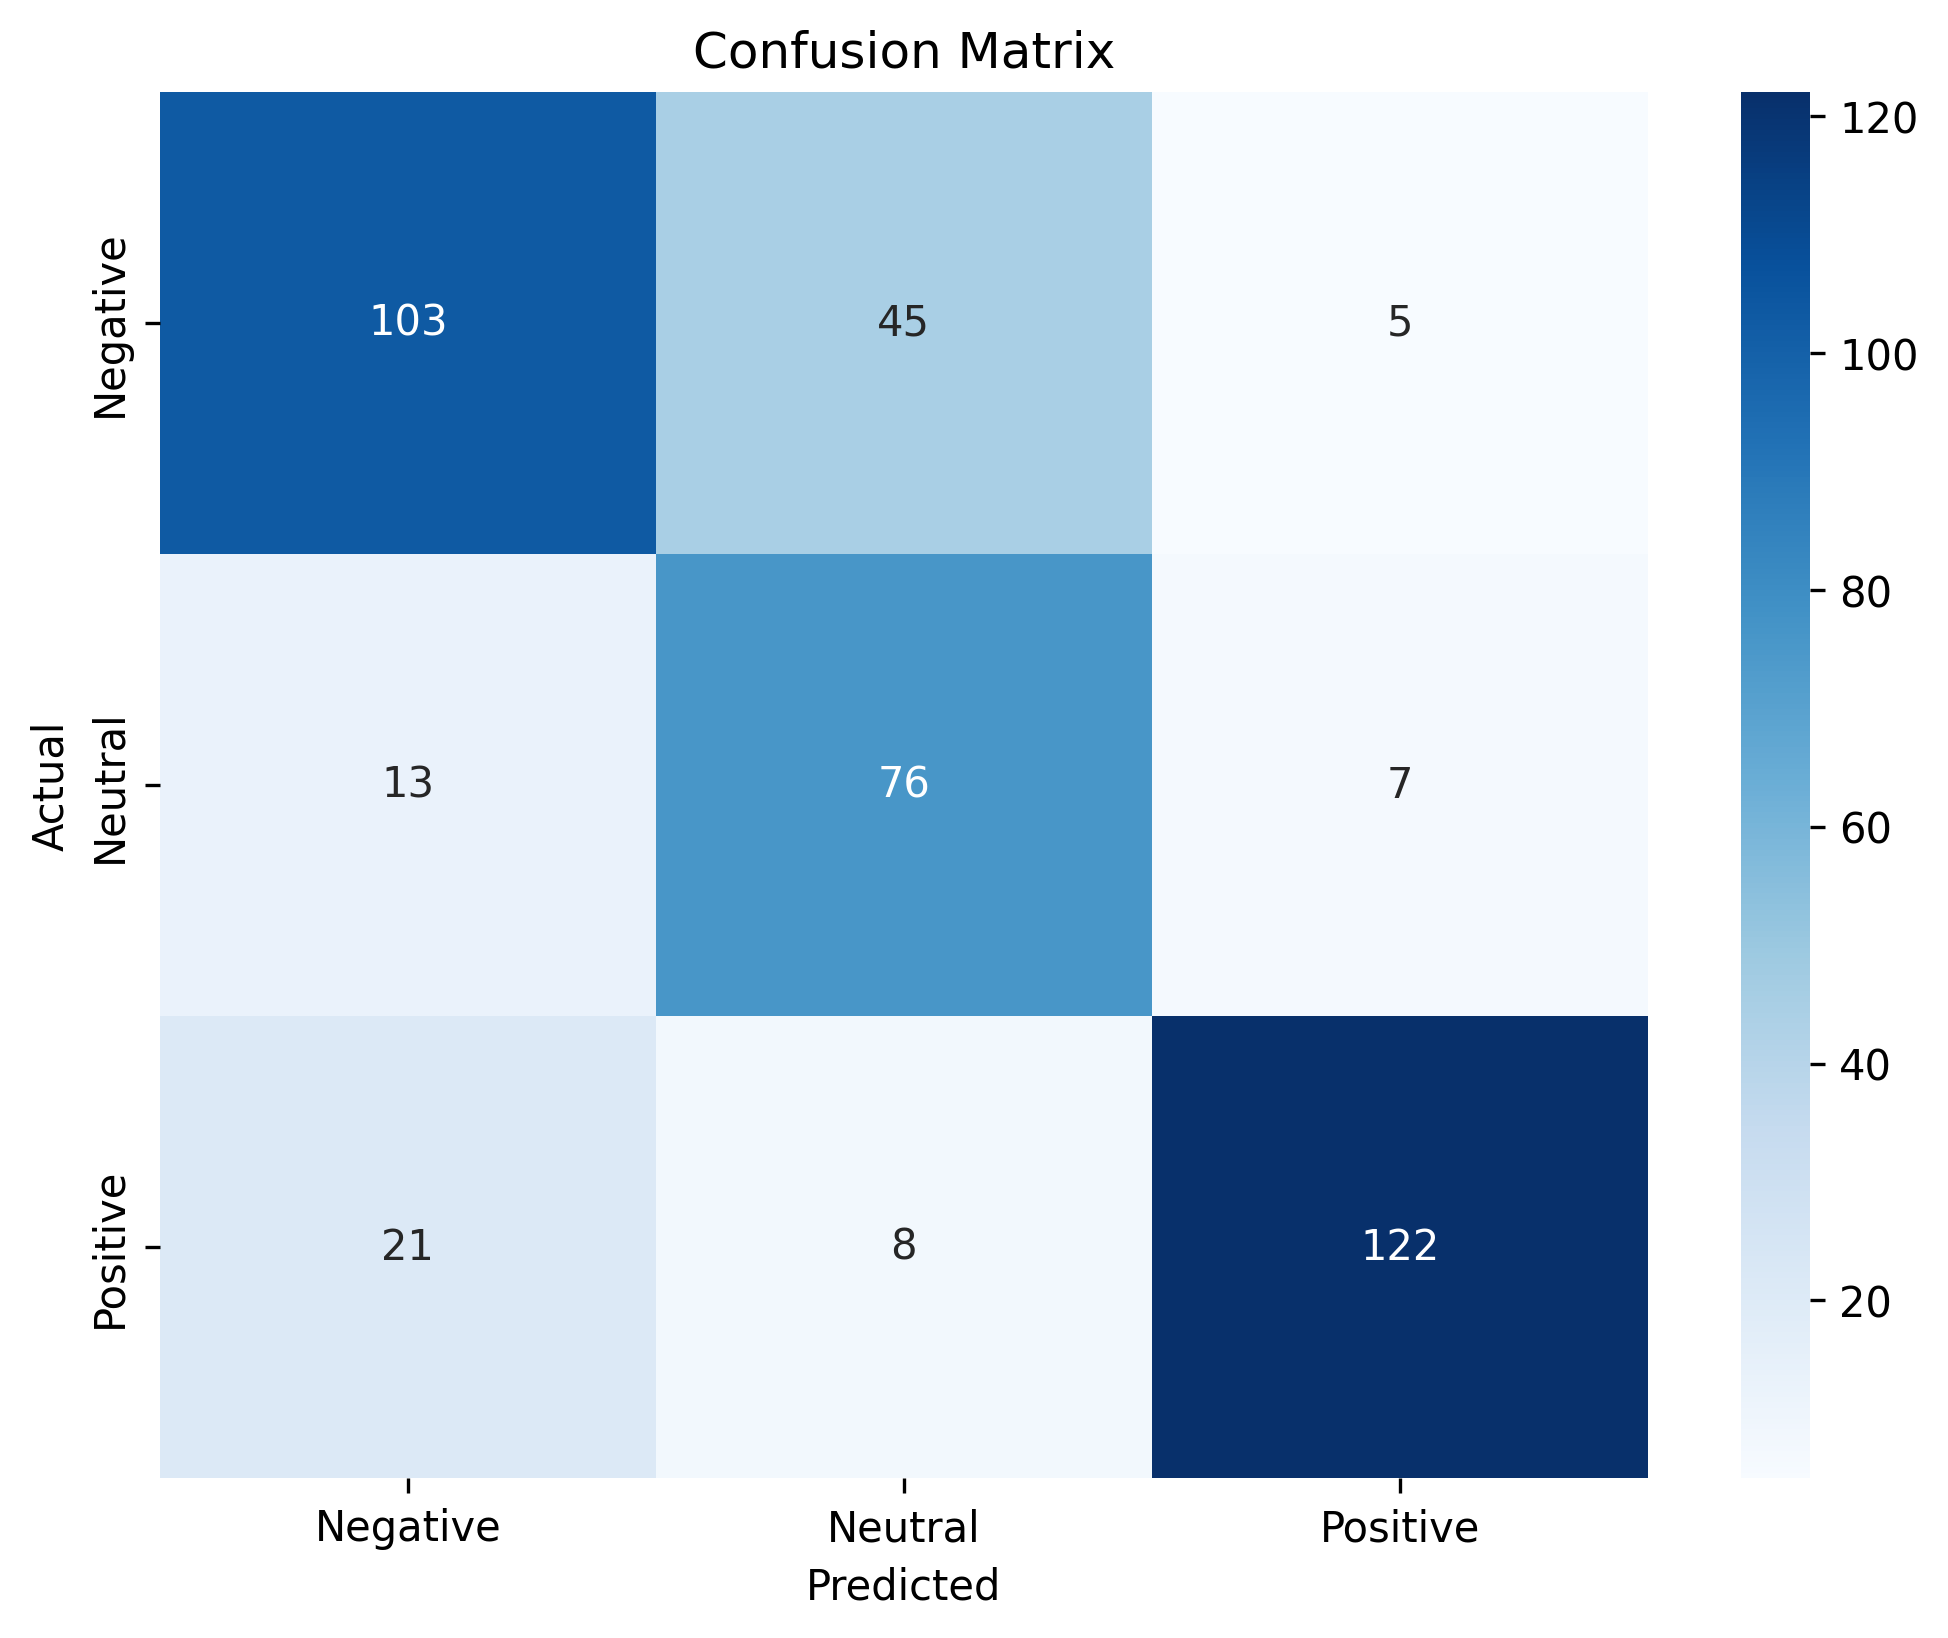 Confusion Matrix
Negative
103 45 5
Actual
Neutral
13 76 7
Positive
21 8 122
Negative Neutral Positive
Predicted
120
100
80
60
40
20